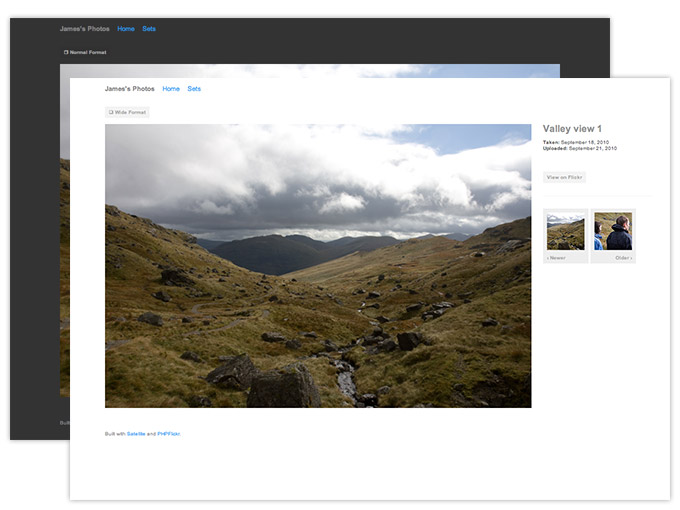 James's Photos Home Sets
Normal Format
James's Photos Home Sets
Wide Format
Valley view 1
Taken: September 18, 2010
Uploaded: September 21, 2010
View on Flickr
‹ Newer Older ›
Built
Built with Satellite and PHPFlickr.